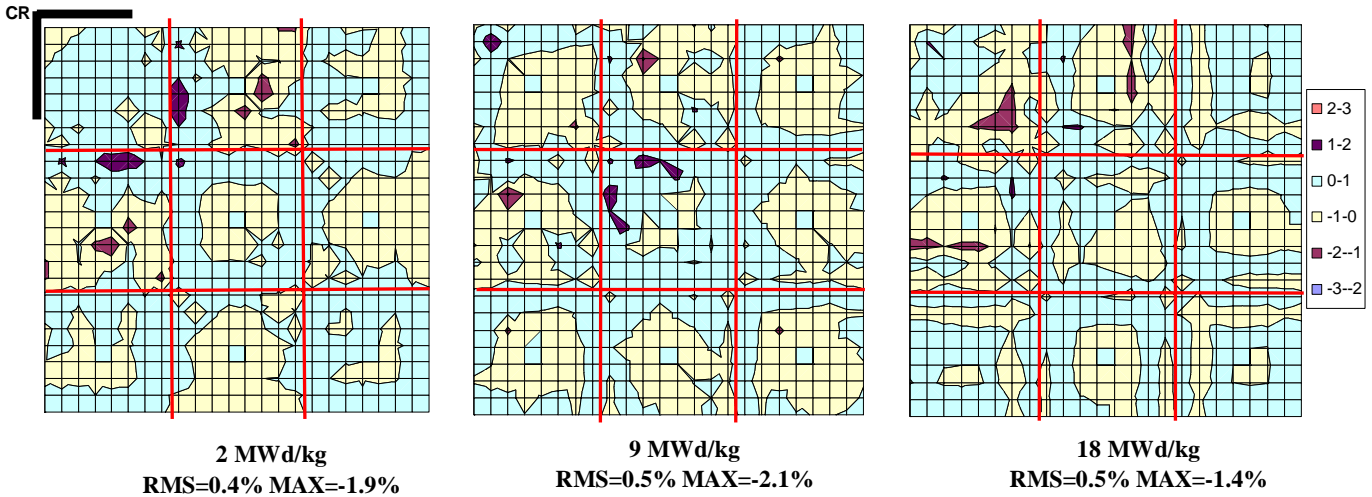 CR
2-3
1-2
0-1
-1-0
-2--1
-3--2
2 MWd/kg
RMS=0.4% MAX=-1.9%
9 MWd/kg
RMS=0.5% MAX=-2.1%
18 MWd/kg
RMS=0.5% MAX=-1.4%